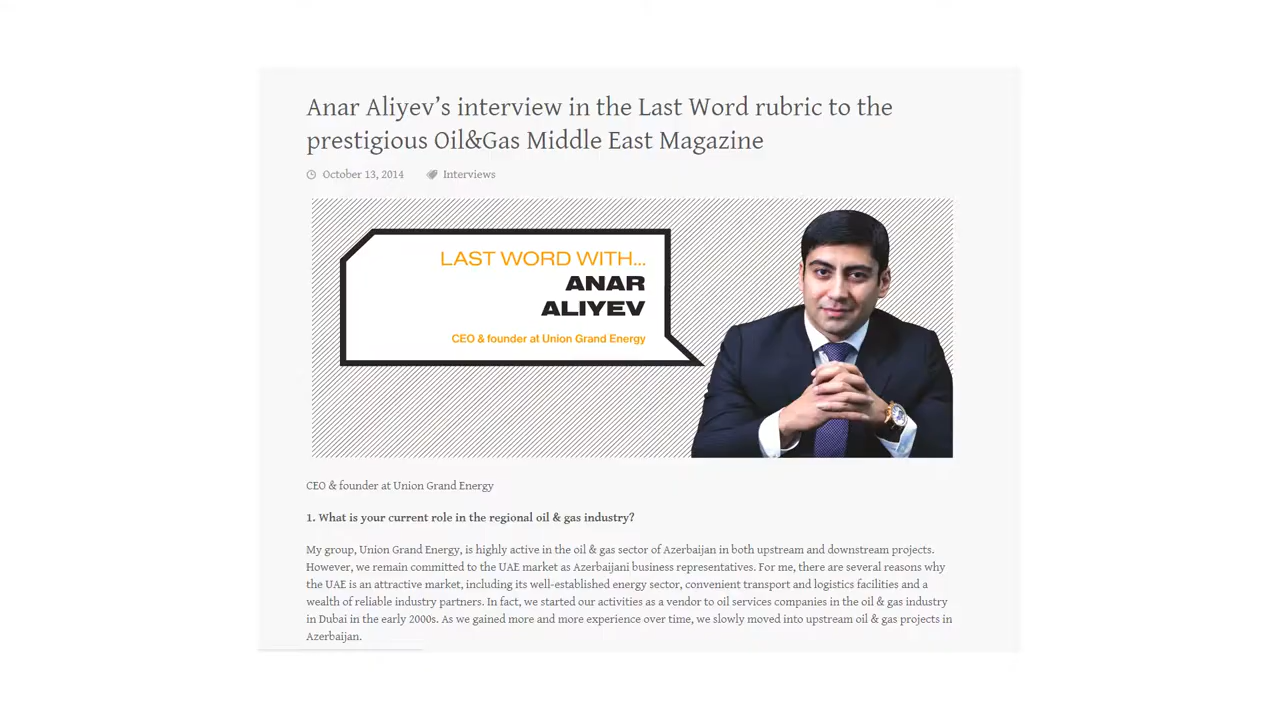 Anar Aliyev’s interview in the Last Word rubric to the
prestigious Oil&Gas Middle East Magazine
October 13, 2014 Interviews
LAST WORD WITH...
ANAR
ALIYEV
CEO & founder at Union Grand Energy
CEO & founder at Union Grand Energy
1. What is your current role in the regional oil & gas industry?
My group, Union Grand Energy, is highly active in the oil & gas sector of Azerbaijan in both upstream and downstream projects.
However, we remain committed to the UAE market as Azerbaijani business representatives. For me, there are several reasons why
the UAE is an attractive market, including its well-established energy sector, convenient transport and logistics facilities and a
wealth of reliable industry partners. In fact, we started our activities as a vendor to oil services companies in the oil & gas industry
in Dubai in the early 2000s. As we gained more and more experience over time, we slowly moved into upstream oil & gas projects in
Azerbaijan.